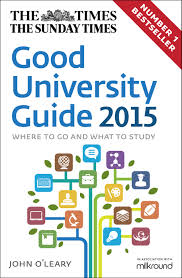 THE TIMES
THE SUNDAY TIMES
NUMBER 1
BESTSELLER
Good
University
Guide 2015
WHERE TO GO AND WHAT TO STUDY
JOHN O'LEARY
IN ASSOCIATION WITH
milkround